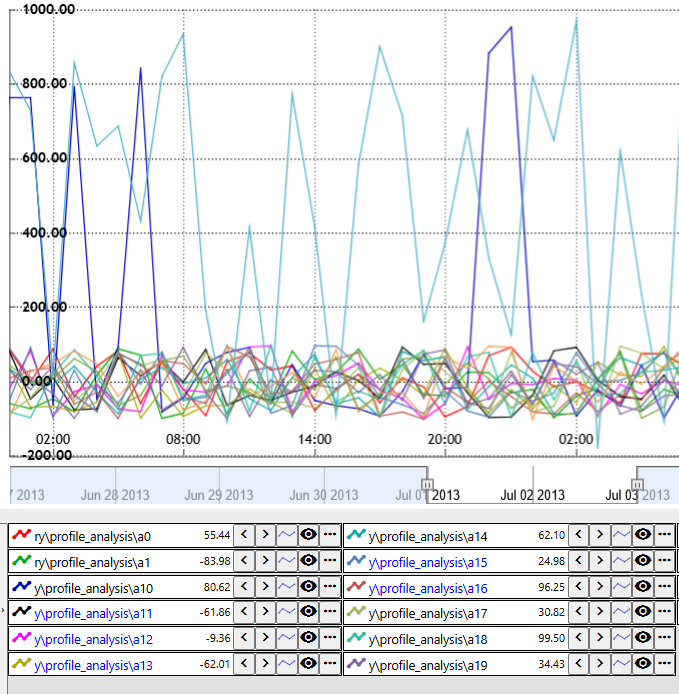 1000.00
800.00
600.00
400.00
200.00
0.00
-200.00
02:00 08:00 14:00 20:00 02:00
7 2013 Jun 28 2013 Jun 29 2013 Jun 30 2013 Jul 01 2013 Jul 02 2013 Jul 03 2013
ry\profile_analysis\a0 55.44 y\profile_analysis\a14 62.10
ry\profile_analysis\a1 -83.98 y\profile_analysis\a15 24.98
y\profile_analysis\a10 80.62 y\profile_analysis\a16 96.25
y\profile_analysis\a11 -61.86 y\profile_analysis\a17 30.82
y\profile_analysis\a12 -9.36 y\profile_analysis\a18 99.50
y\profile_analysis\a13 -62.01 y\profile_analysis\a19 34.43